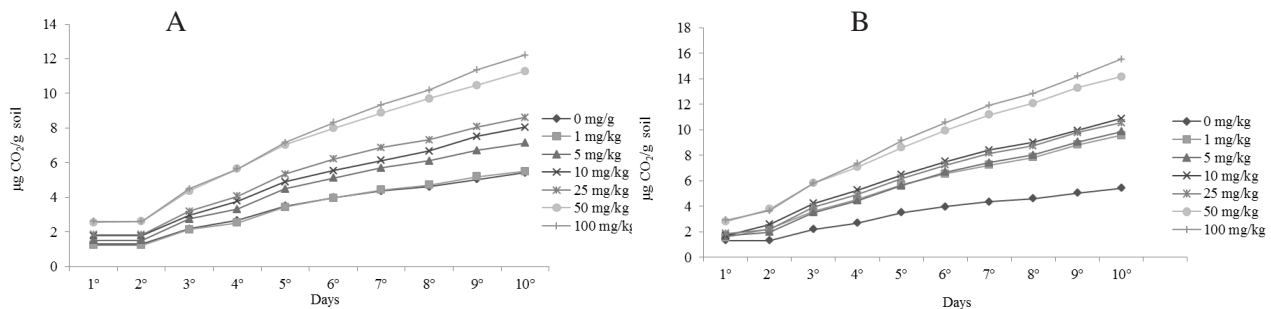 A
14
12
10
8
6
4
2
0
µg CO₂/g soil
1° 2° 3° 4° 5° 6° 7° 8° 9° 10°
Days
0 mg/g
1 mg/kg
5 mg/kg
10 mg/kg
25 mg/kg
50 mg/kg
100 mg/kg
B
18
16
14
12
10
8
6
4
2
0
µg CO₂/g soil
1° 2° 3° 4° 5° 6° 7° 8° 9° 10°
Days
0 mg/kg
1 mg/kg
5 mg/kg
10 mg/kg
25 mg/kg
50 mg/kg
100 mg/kg